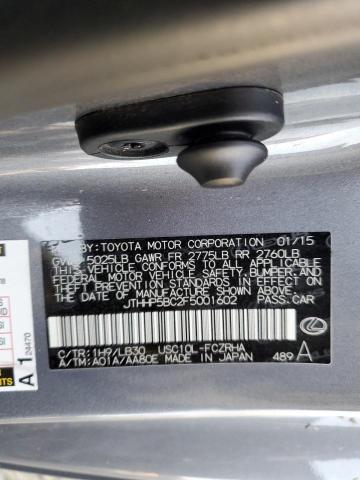 BY:TOYOTA MOTOR CORPORATION 01/15
5025LB GAWR FR 2775LB RR 2760LB
THIS VEHICLE CONFORMS TO ALL APPLICABLE
FEDERAL MOTOR VEHICLE SAFETY, BUMPER, AND
THEFT PREVENTION STANDARDS IN EFFECT ON
THE DATE OF MANUFACTURE SHOWN ABOVE.
JTHHP5BC2F5001602 PASS.CAR
C/TR:1H9/LB30 USC10L-FCZRHA
A/TM:A01A/AA80E MADE IN JAPAN 489 A
A 1
24470